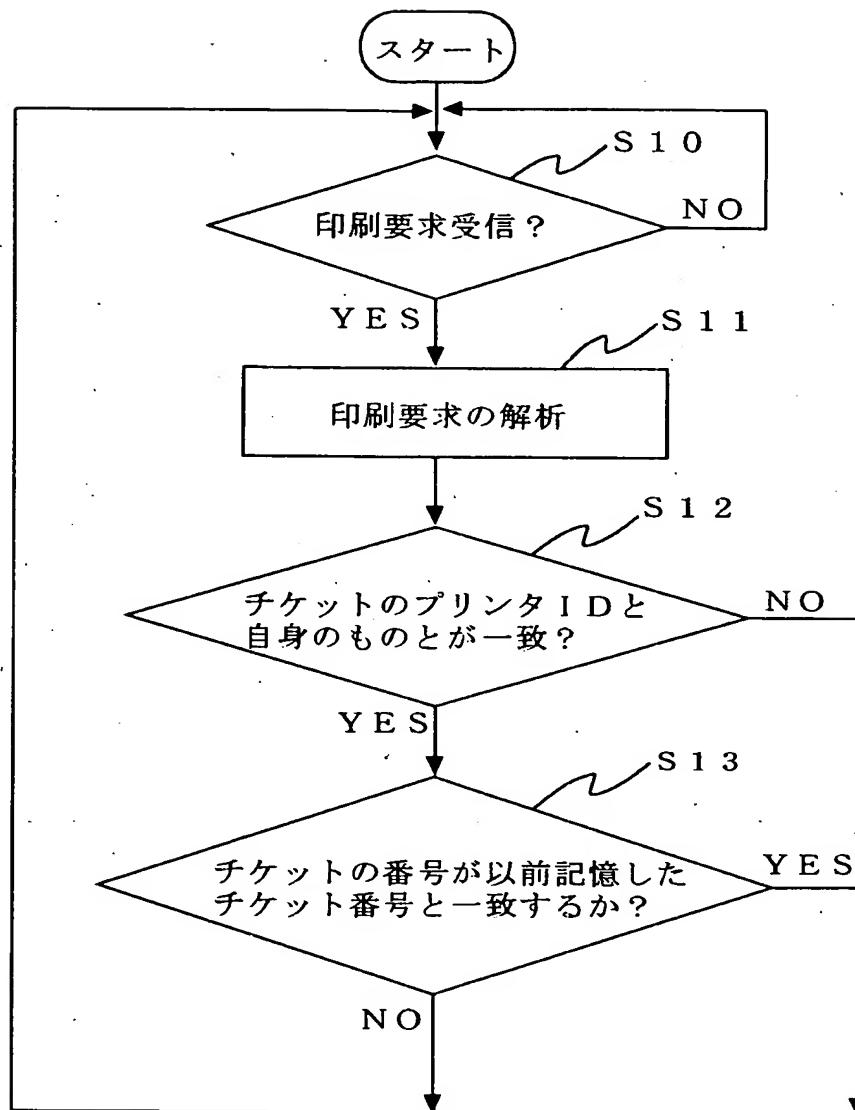 スタート
S10
印刷要求受信？
NO
YES
S11
印刷要求の解析
S12
チケットのプリンタＩＤと
自身のものとが一致？
NO
YES
S13
チケットの番号が以前記憶した
チケット番号と一致するか？
YES
NO